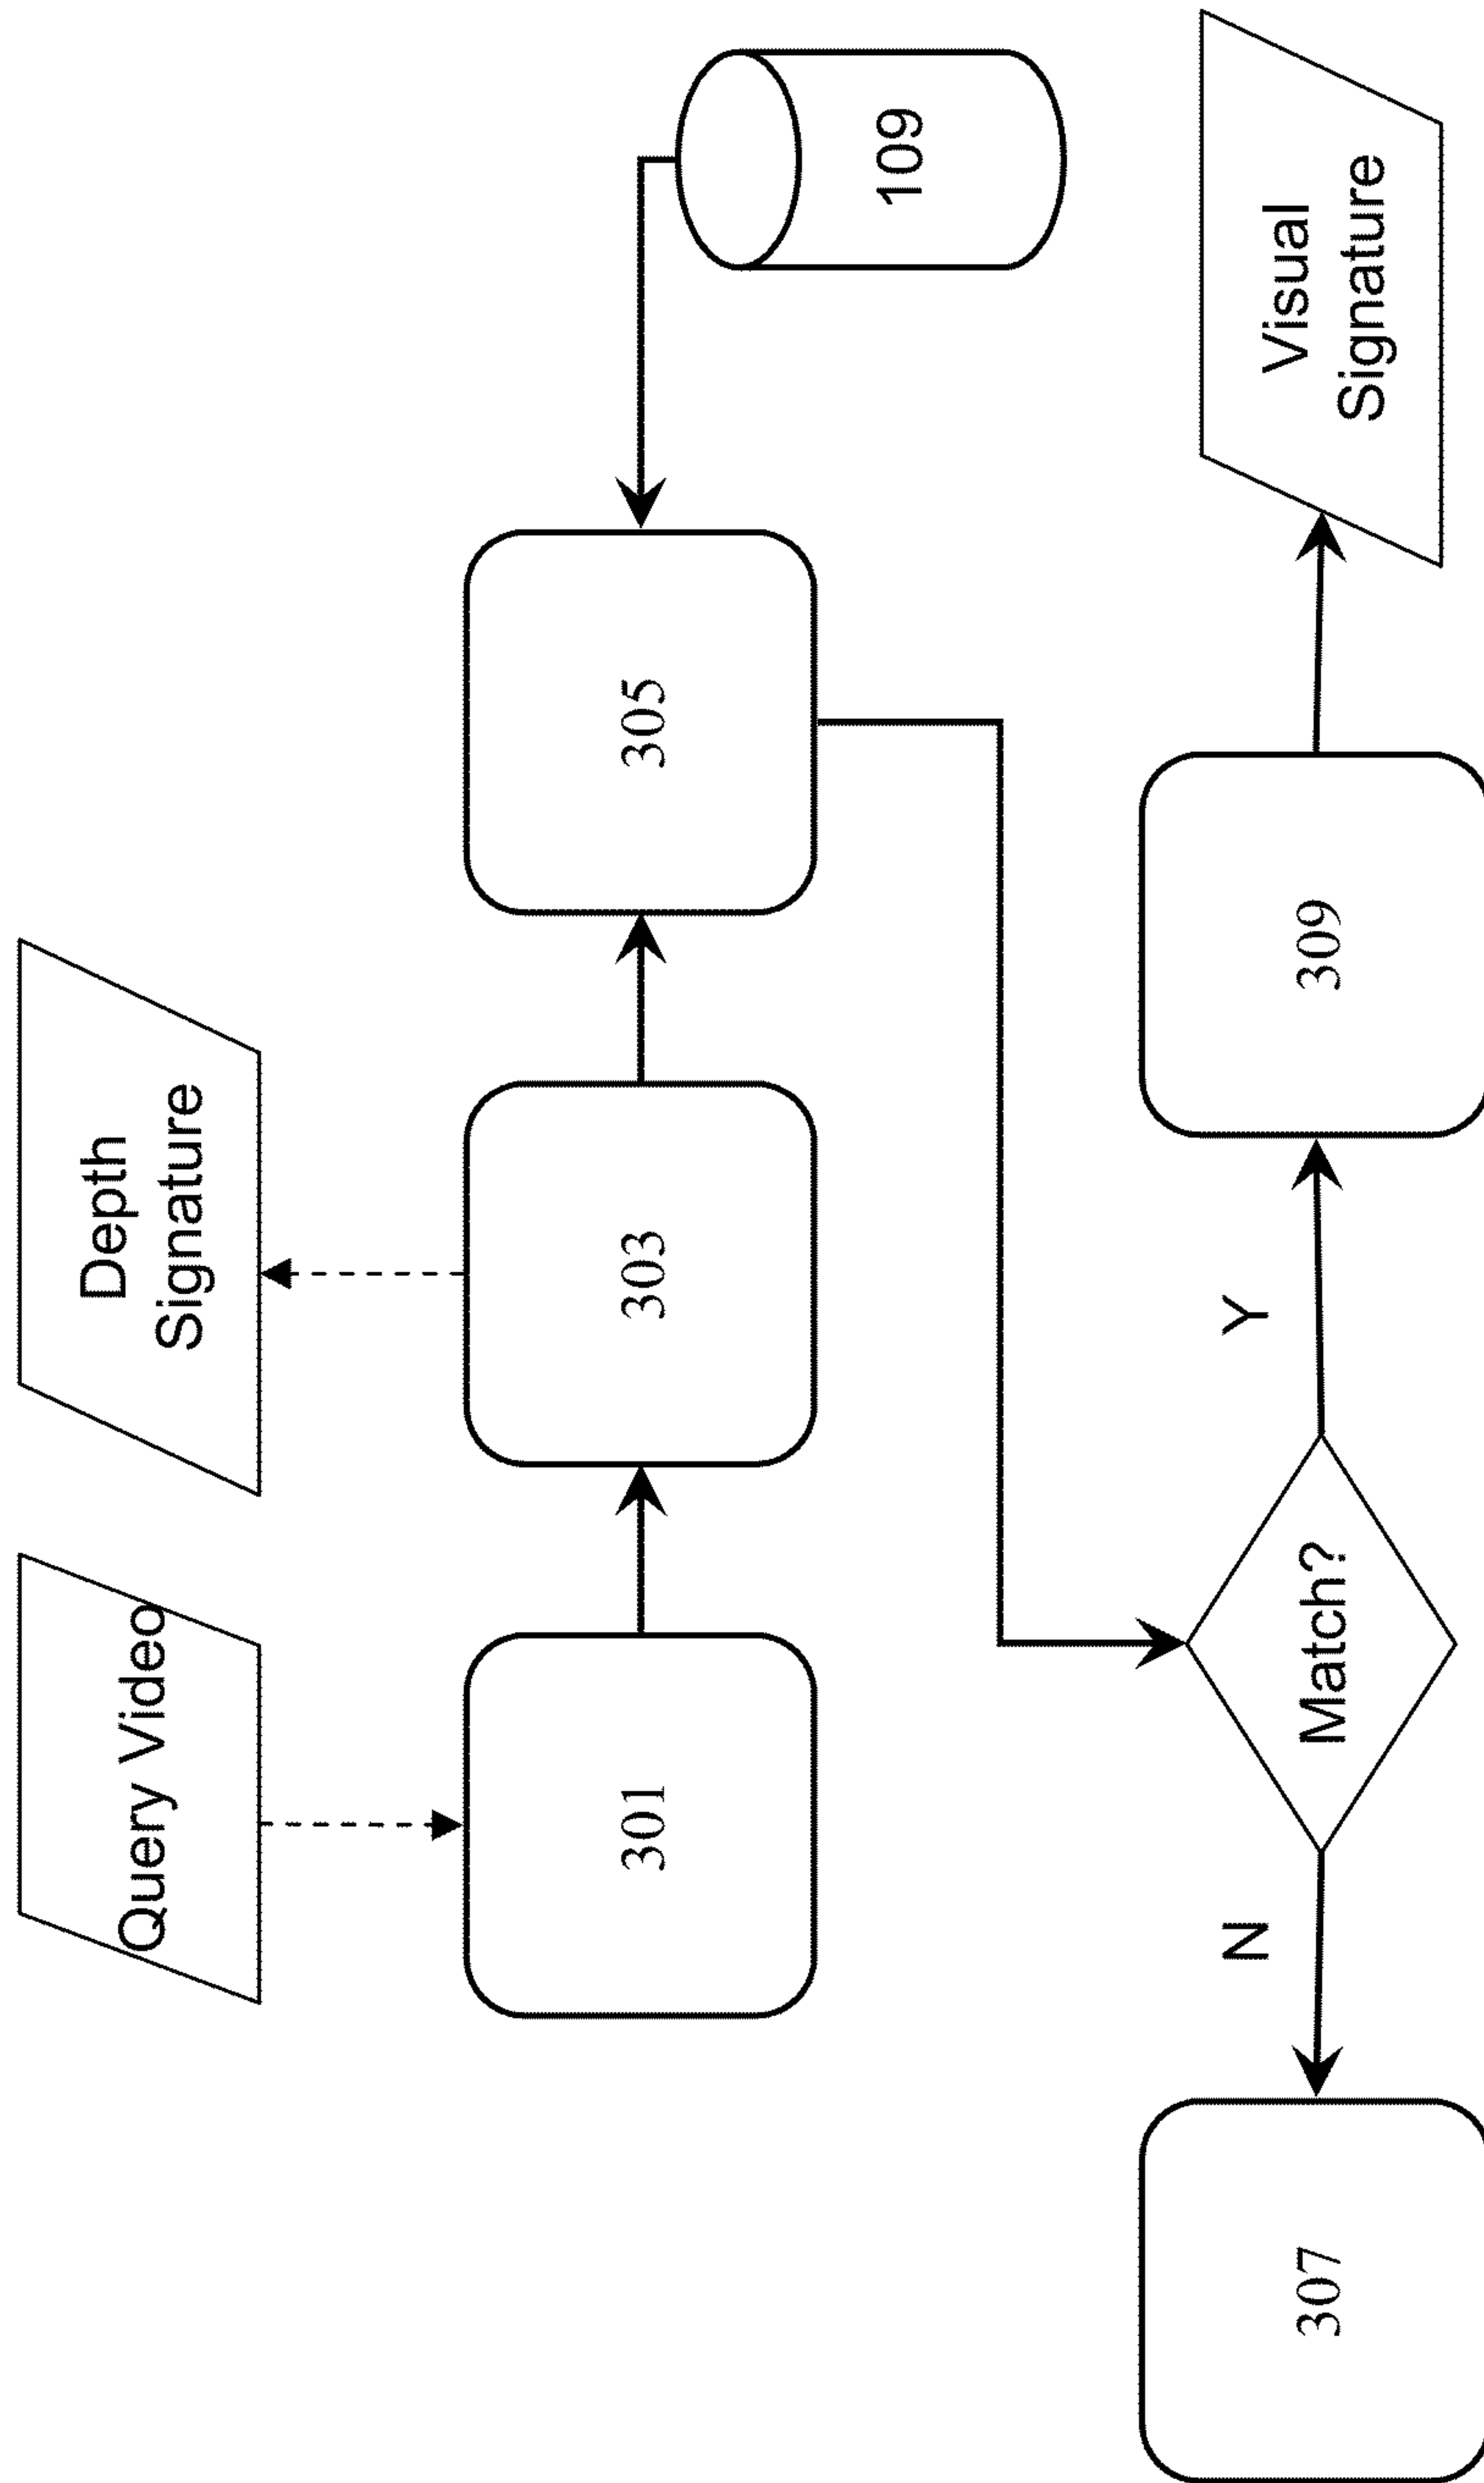 Query Video
Depth
Signature
301
303
305
109
Match?
N
Y
307
309
Visual
Signature